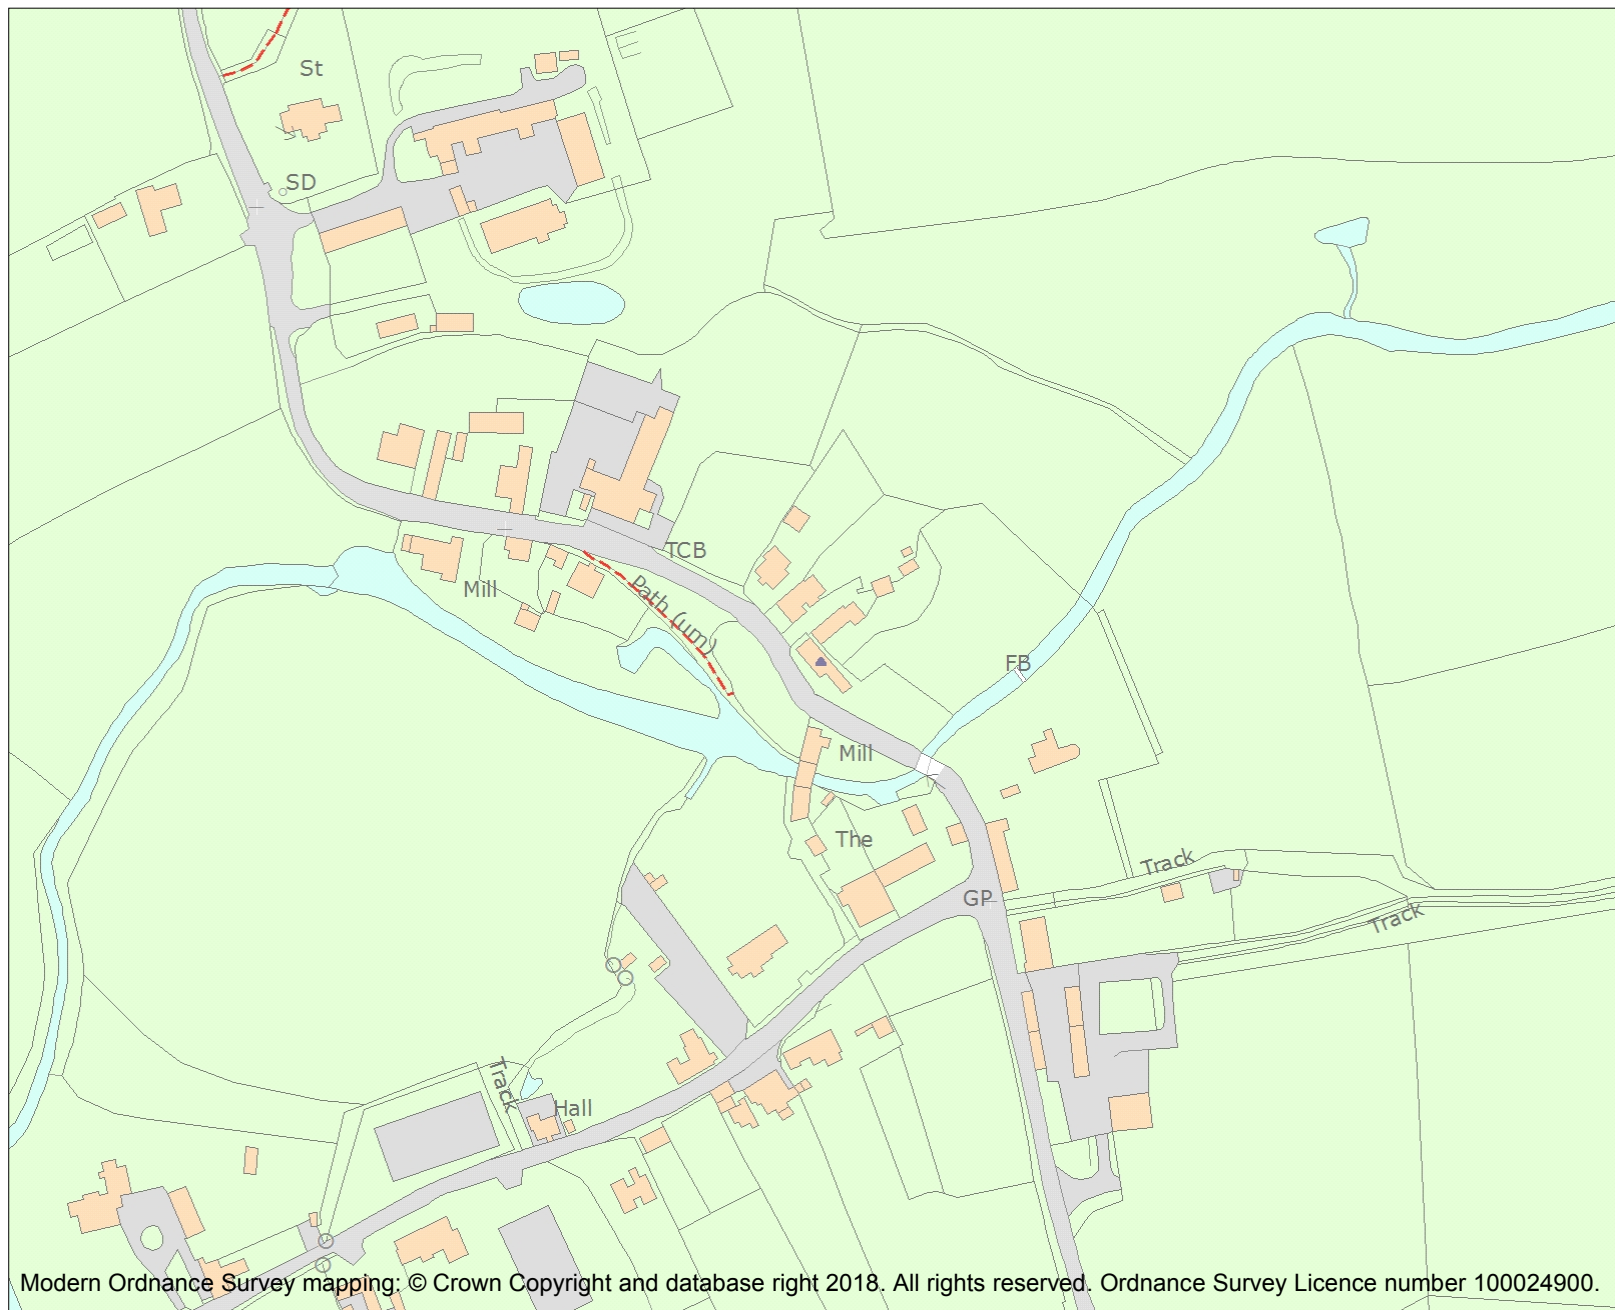 St
SD
TCB
Mill
Path (um)
FB
Mill
The
Track
GP
Track
Track
Hall
Modern Ordnance Survey mapping: © Crown Copyright and database right 2018. All rights reserved. Ordnance Survey Licence number 100024900.